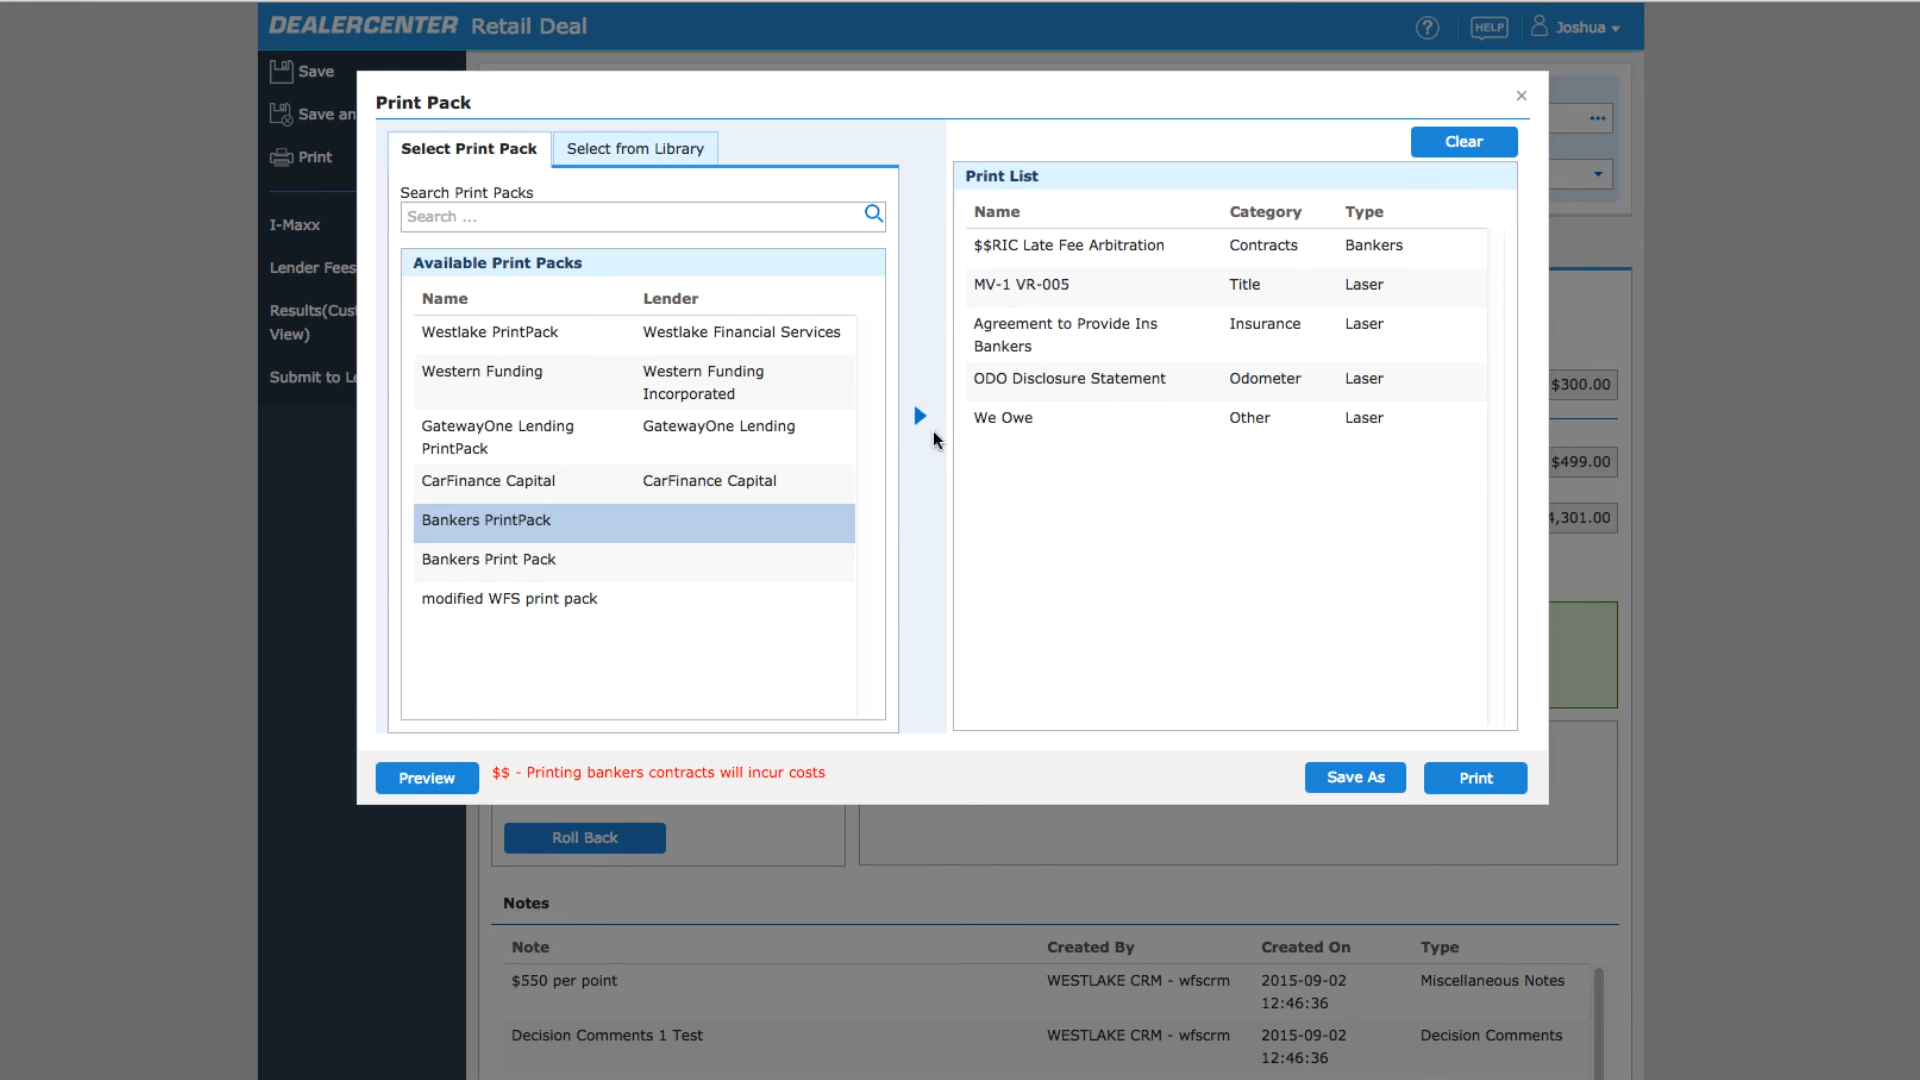 DEALERCENTER Retail Deal
? HELP Joshua
Save
Save an
Print
I-Maxx
Lender Fees
Results(Cus
View)
Submit to Le
Print Pack
×
Select Print Pack Select from Library
Search Print Packs
Search ...
Available Print Packs
Name Lender
Westlake PrintPack Westlake Financial Services
Western Funding Western Funding
Incorporated
GatewayOne Lending GatewayOne Lending
PrintPack
CarFinance Capital CarFinance Capital
Bankers PrintPack
Bankers Print Pack
modified WFS print pack
Clear
Print List
Name Category Type
$$RIC Late Fee Arbitration Contracts Bankers
MV-1 VR-005 Title Laser
Agreement to Provide Ins Insurance Laser
Bankers
ODO Disclosure Statement Odometer Laser
We Owe Other Laser
$300.00
$499.00
4,301.00
Preview $$ - Printing bankers contracts will incur costs Save As Print
Roll Back
Notes
Note Created By Created On Type
$550 per point WESTLAKE CRM - wfscrm 2015-09-02 Miscellaneous Notes
12:46:36
Decision Comments 1 Test WESTLAKE CRM - wfscrm 2015-09-02 Decision Comments
12:46:36